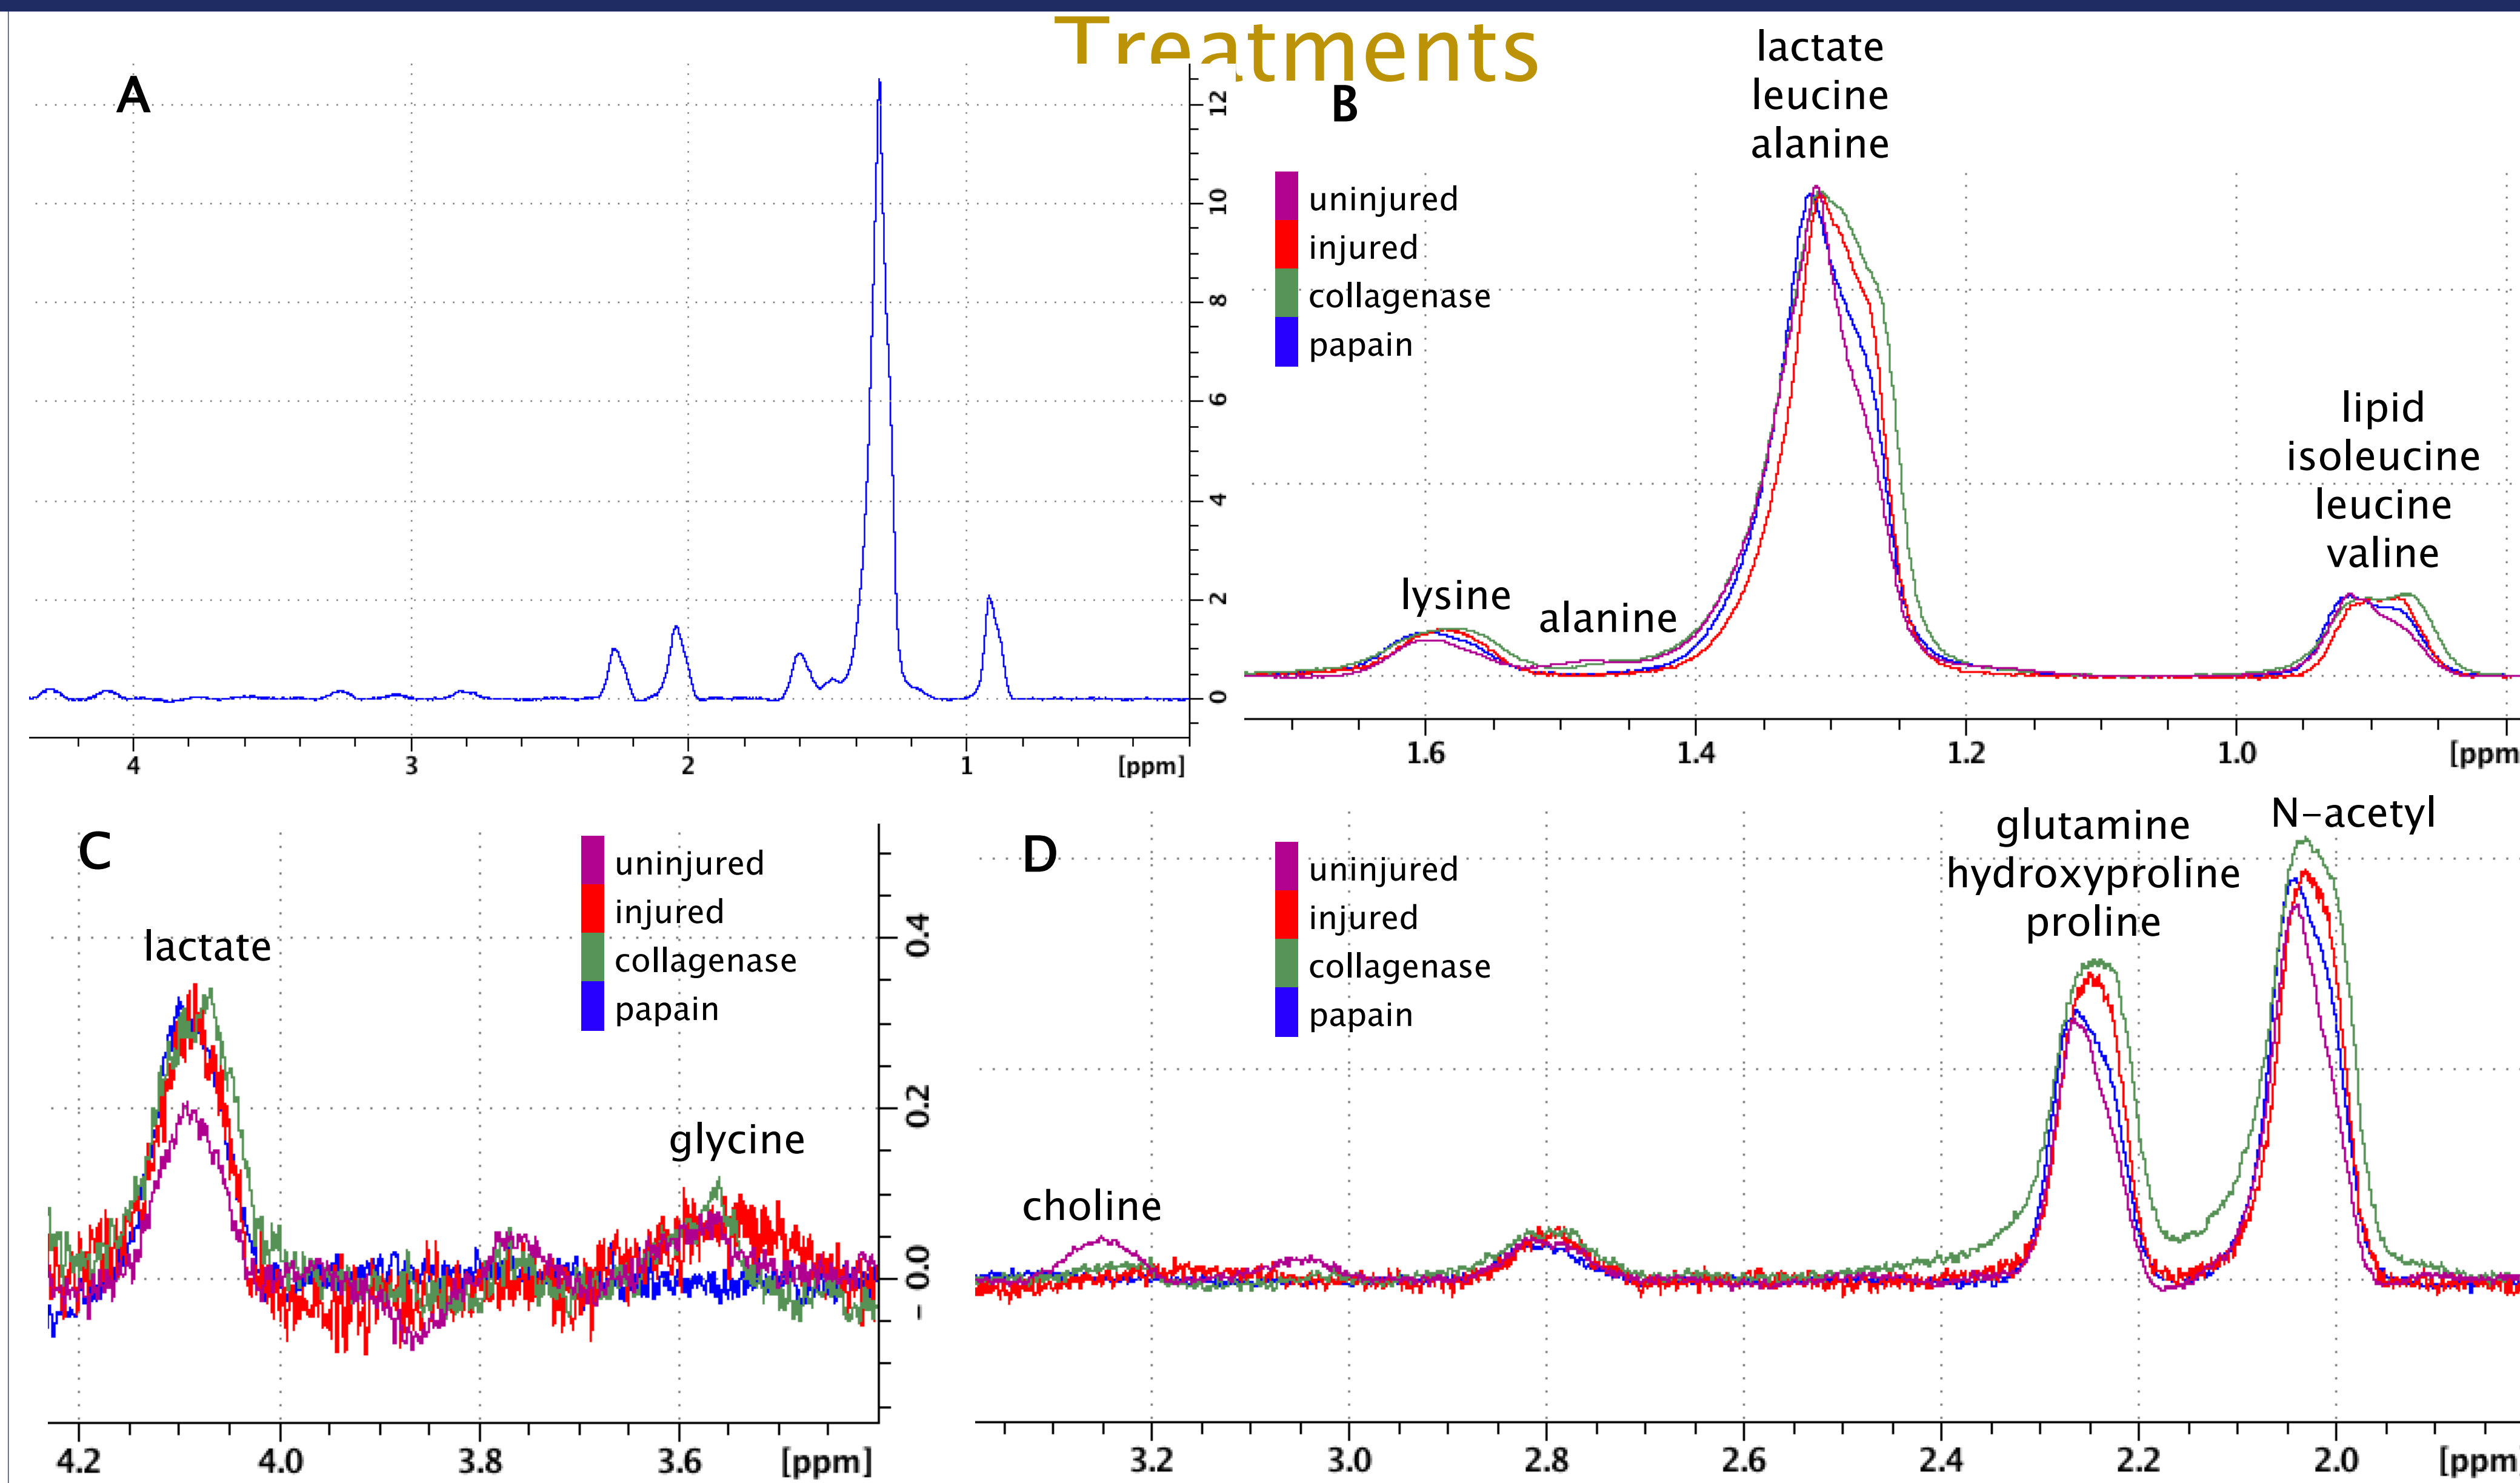 Treatments
A
12
10
8
6
4
2
0
4 3 2 1 [ppm]
B
lactate
leucine
alanine
uninjured
injured
collagenase
papain
lysine
alanine
lipid
isoleucine
leucine
valine
1.6 1.4 1.2 1.0 [ppm
C
uninjured
injured
collagenase
papain
lactate
glycine
0.4
0.2
- 0.0
4.2 4.0 3.8 3.6 [ppm]
D
uninjured
injured
collagenase
papain
choline
glutamine
hydroxyproline
proline
N-acetyl
3.2 3.0 2.8 2.6 2.4 2.2 2.0 [ppm